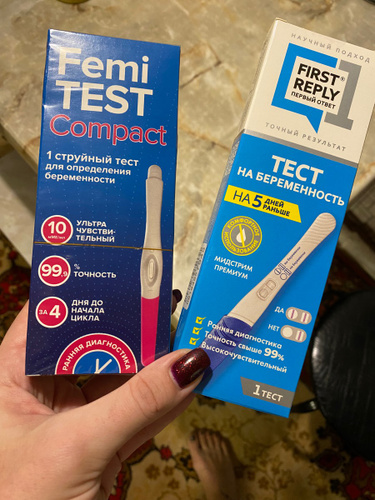 Femi
TEST
Compact
1 струйный тест
для определения
беременности
10
УЛЬТРА
ЧУВСТВИ-
ТЕЛЬНЫЙ
99.9
%
ТОЧНОСТЬ
ЗА 4
ДНЯ ДО
НАЧАЛА
ЦИКЛА
РАННЯЯ ДИАГНОСТИКА
НАУЧНЫЙ ПОДХОД
FIRST®
REPLY
ПЕРВЫЙ ОТВЕТ
ТОЧНЫЙ РЕЗУЛЬТАТ
ТЕСТ
НА БЕРЕМЕННОСТЬ
НА 5 ДНЕЙ
РАНЬШЕ
КОМФОРТНОЕ
ИСПОЛЬЗОВАНИЕ
МИДСТРИМ
ПРЕМИУМ
ДА
НЕТ
Ранняя диагностика
Точность свыше 99%
Высокочувствительный
1 ТЕСТ